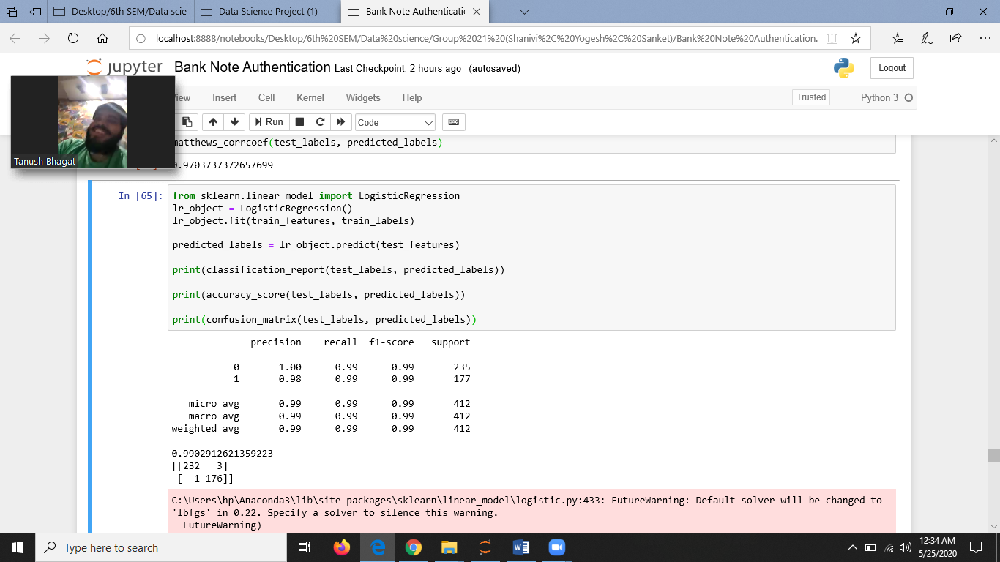 Desktop/6th SEM/Data scie
Data Science Project (1)
Bank Note Authenticatio
localhost:8888/notebooks/Desktop/6th%20SEM/Data%20science/Group%2021%20(Shanivi%2C%20Yogesh%2C%20Sanket)/Bank%20Note%20Authentication.
jupyter Bank Note Authentication Last Checkpoint: 2 hours ago (autosaved)
Logout
View Insert Cell Kernel Widgets Help
Trusted
Python 3
Run
Code
Tanush Bhagat
matthews_corrcoef(test_labels, predicted_labels)
0.9703737372657699
In [65]:
from sklearn.linear_model import LogisticRegression
lr_object = LogisticRegression()
lr_object.fit(train_features, train_labels)
predicted_labels = lr_object.predict(test_features)
print(classification_report(test_labels, predicted_labels))
print(accuracy_score(test_labels, predicted_labels))
print(confusion_matrix(test_labels, predicted_labels))
precision recall f1-score support
0 1.00 0.99 0.99 235
1 0.98 0.99 0.99 177
micro avg 0.99 0.99 0.99 412
macro avg 0.99 0.99 0.99 412
weighted avg 0.99 0.99 0.99 412
0.9902912621359223
[[232 3]
[ 1 176]]
C:\Users\hp\Anaconda3\lib\site-packages\sklearn\linear_model\logistic.py:433: FutureWarning: Default solver will be changed to
'lbfgs' in 0.22. Specify a solver to silence this warning.
FutureWarning)
Type here to search
12:34 AM
5/25/2020